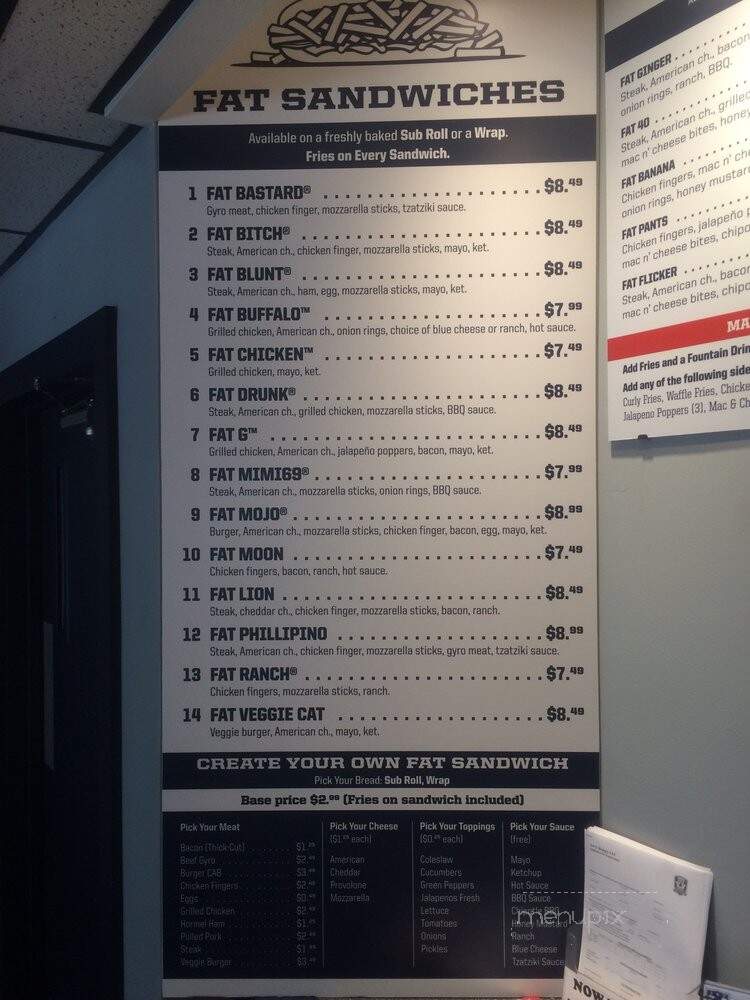 FAT SANDWICHES
Available on a freshly baked Sub Roll or a Wrap.
Fries on Every Sandwich.
1 FAT BASTARD® $8.49
Gyro meat, chicken finger, mozzarella sticks, tzatziki sauce.
2 FAT BITCH® $8.49
Steak, American ch., chicken finger, mozzarella sticks, mayo, ket.
3 FAT BLUNT® $8.49
Steak, American ch., ham, egg, mozzarella sticks, mayo, ket.
4 FAT BUFFALO™ $7.99
Grilled chicken, American ch., onion rings, choice of blue cheese or ranch, hot sauce.
5 FAT CHICKEN™ $7.49
Grilled chicken, mayo, ket.
6 FAT DRUNK® $8.49
Steak, American ch., grilled chicken, mozzarella sticks, BBQ sauce.
7 FAT G™ $8.49
Grilled chicken, American ch., jalapeño poppers, bacon, mayo, ket.
8 FAT MIMI69® $7.99
Steak, American ch., mozzarella sticks, onion rings, BBQ sauce.
9 FAT MOJO® $8.99
Burger, American ch., mozzarella sticks, chicken finger, bacon, egg, mayo, ket.
10 FAT MOON $7.49
Chicken fingers, bacon, ranch, hot sauce.
11 FAT LION $8.49
Steak, cheddar ch., chicken finger, mozzarella sticks, bacon, ranch.
12 FAT PHILLIPINO $8.99
Steak, American ch., chicken finger, mozzarella sticks, gyro meat, tzatziki sauce.
13 FAT RANCH® $7.49
Chicken fingers, mozzarella sticks, ranch.
14 FAT VEGGIE CAT $8.49
Veggie burger, American ch., mayo, ket.
CREATE YOUR OWN FAT SANDWICH
Pick Your Bread: Sub Roll, Wrap
Base price $2.99 (Fries on sandwich included)
Pick Your Meat
Bacon (Thick-Cut)
Beef Gyro
Burger CAB
Chicken Fingers
Eggs
Grilled Chicken
Hormel Ham
Pulled Pork
Steak
Veggie Burger
Pick Your Cheese
American
Cheddar
Provolone
Mozzarella
Pick Your Toppings
Coleslaw
Cucumbers
Green Peppers
Jalapenos Fresh
Lettuce
Tomatoes
Onions
Pickles
Pick Your Sauce
(free)
Mayo
Ketchup
Hot Sauce
BBQ Sauce
Chipotle BBQ
Honey Mustard
Ranch
Blue Cheese
Tzatziki Sauce
FAT GINGER
Steak, American ch., bacon
onion rings, ranch, BBQ.
FAT 40
Steak, American ch., grille
mac n' cheese bites, honey
FAT BANANA
Chicken fingers, mac n' che
onion rings, honey mustar
FAT PANTS
Chicken fingers, jalapeño p
mac n' cheese bites, chipo
FAT FLICKER
Steak, American ch., baco
mac n' cheese bites, chipo
MA
Add Fries and a Fountain Drin
Add any of the following side
Curly Fries, Waffle Fries, Chicke
Jalapeno Poppers (3), Mac & Ch
menupix
NOW